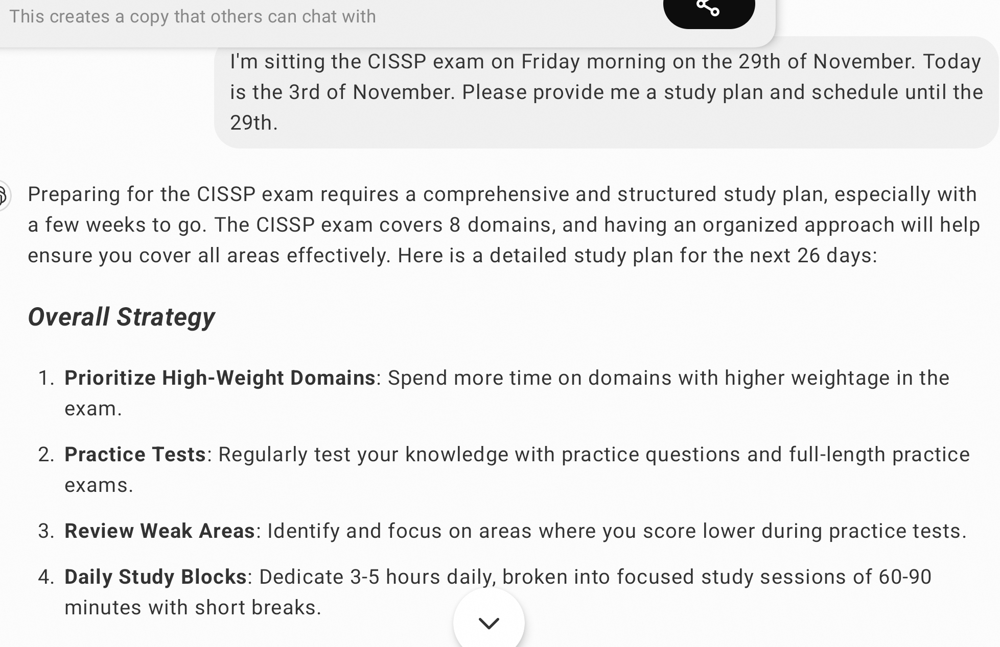 This creates a copy that others can chat with
I'm sitting the CISSP exam on Friday morning on the 29th of November. Today
is the 3rd of November. Please provide me a study plan and schedule until the
29th.
Preparing for the CISSP exam requires a comprehensive and structured study plan, especially with
a few weeks to go. The CISSP exam covers 8 domains, and having an organized approach will help
ensure you cover all areas effectively. Here is a detailed study plan for the next 26 days:
Overall Strategy
1. Prioritize High-Weight Domains: Spend more time on domains with higher weightage in the
exam.
2. Practice Tests: Regularly test your knowledge with practice questions and full-length practice
exams.
3. Review Weak Areas: Identify and focus on areas where you score lower during practice tests.
4. Daily Study Blocks: Dedicate 3-5 hours daily, broken into focused study sessions of 60-90
minutes with short breaks.